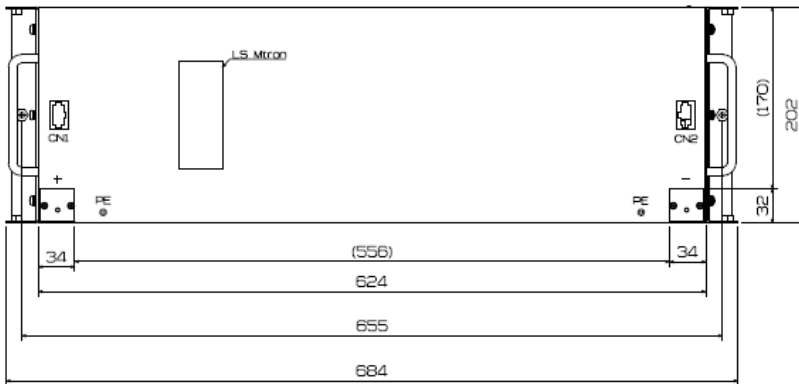 LS Mtron
(170)
202
CN1
CN2
+
-
PE
PE
32
34
(556)
34
624
655
684